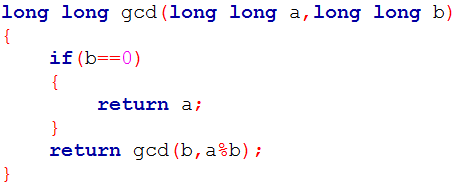 long long gcd(long long a,long long b)
{
    if(b==0)
    {
        return a;
    }
    return gcd(b,a%b);
}